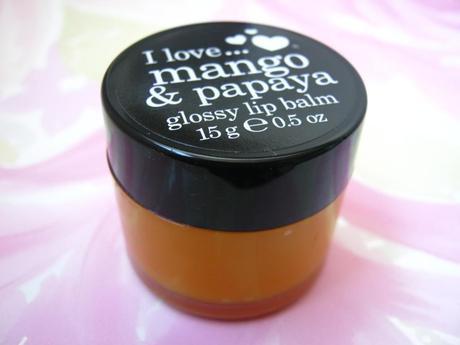 I love...
mango
& papaya
glossy lip balm
15 g ℮ 0.5 oz